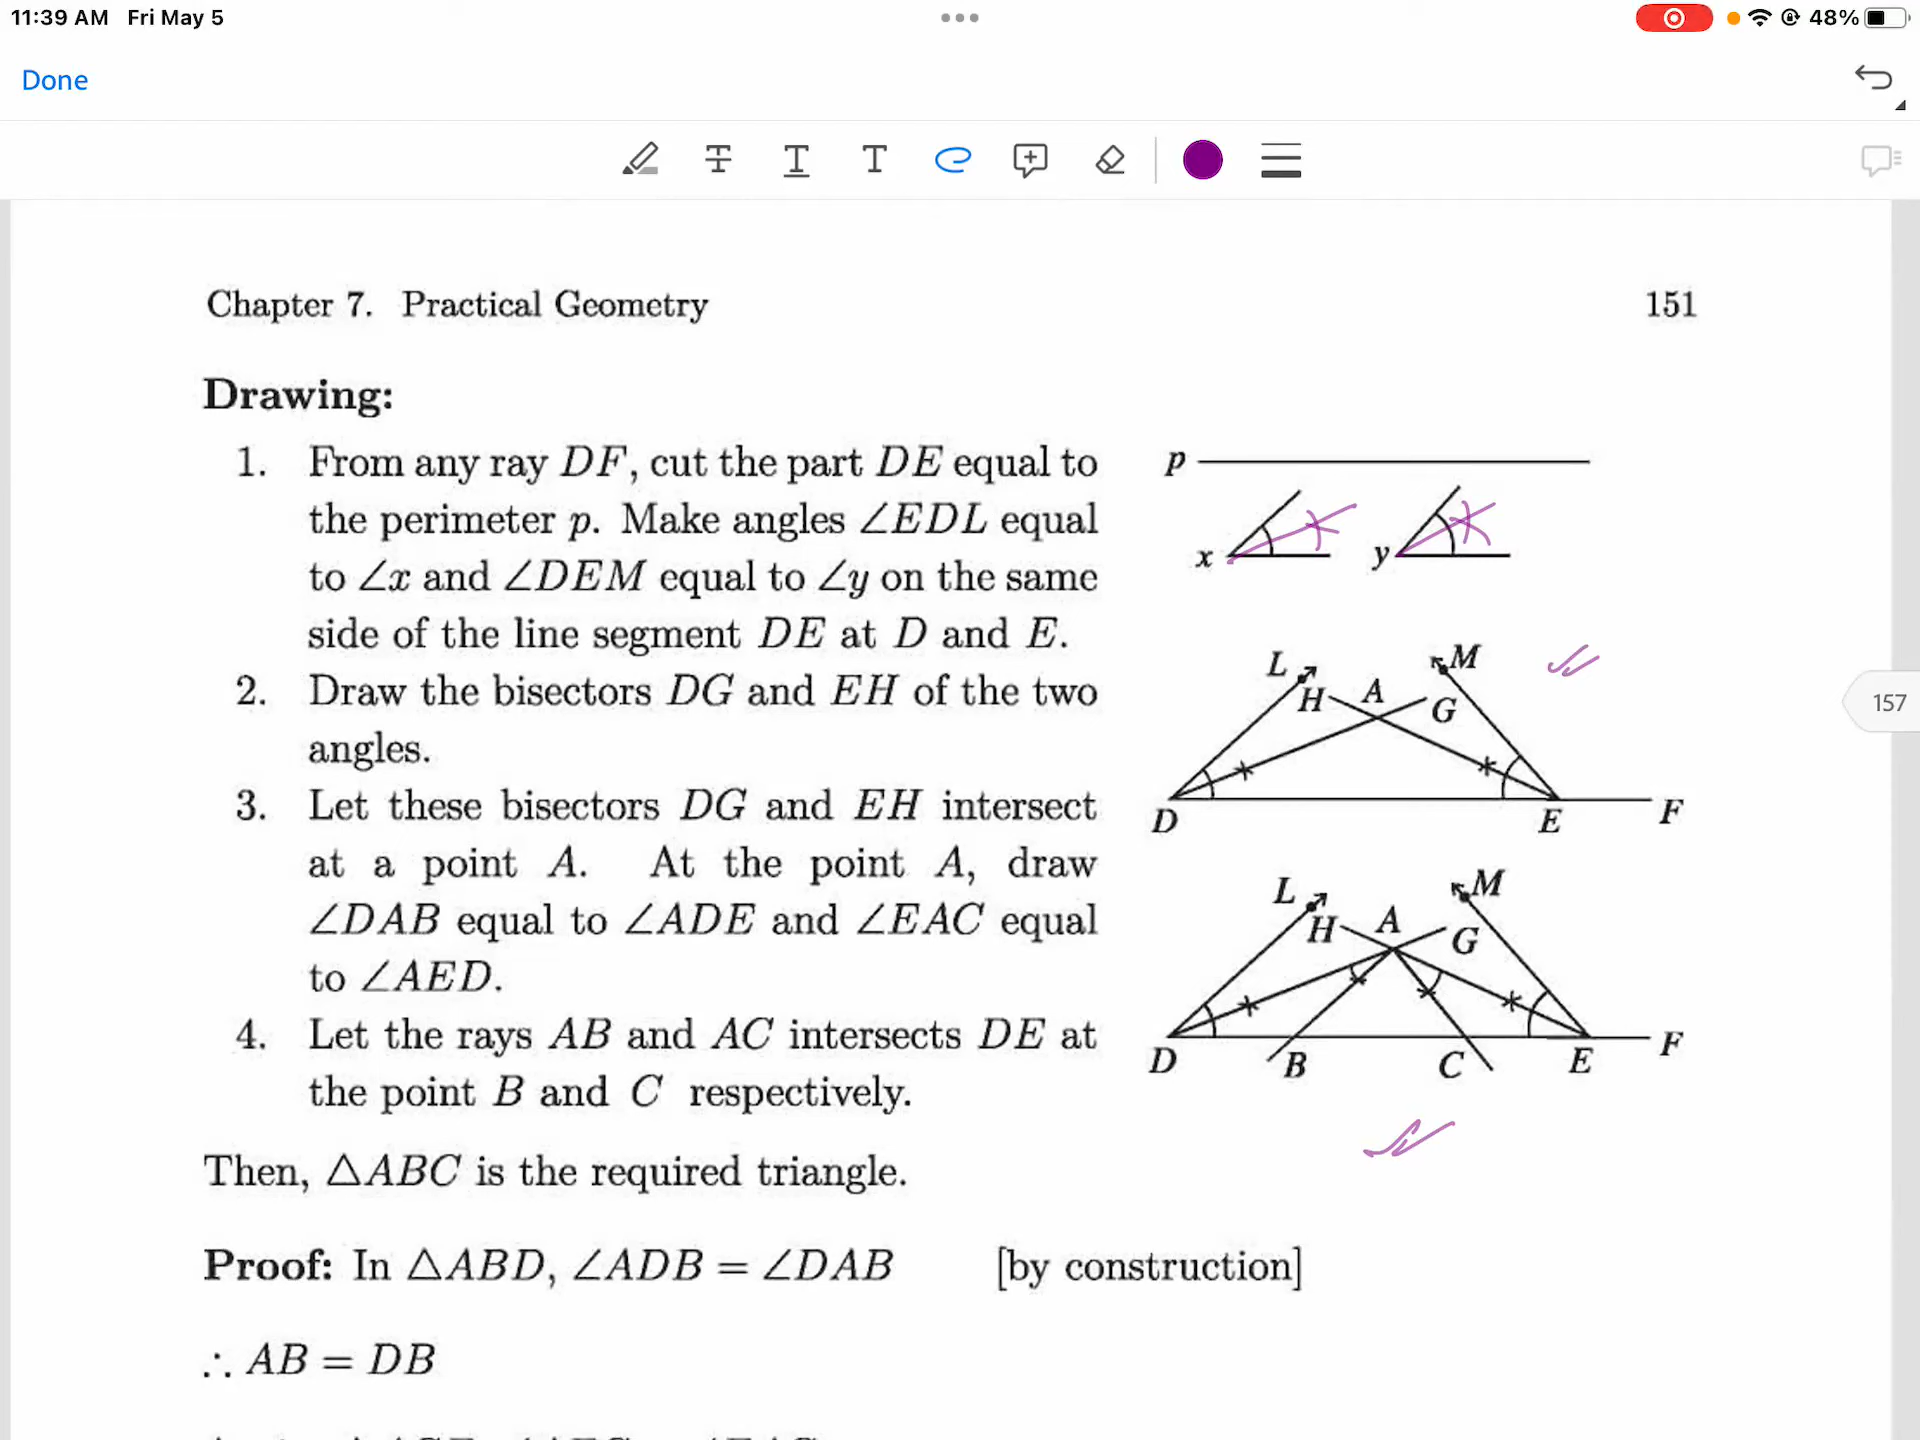 11:39 AM Fri May 5
48%
Done
T T T
Chapter 7. Practical Geometry 151
Drawing:
1. From any ray DF, cut the part DE equal to
the perimeter p. Make angles ∠EDL equal
to ∠x and ∠DEM equal to ∠y on the same
side of the line segment DE at D and E.
2. Draw the bisectors DG and EH of the two
angles.
3. Let these bisectors DG and EH intersect
at a point A. At the point A, draw
∠DAB equal to ∠ADE and ∠EAC equal
to ∠AED.
4. Let the rays AB and AC intersects DE at
the point B and C respectively.
p
x y
L M
H A G
D E F
157
L M
H A G
D B C E F
Then, △ABC is the required triangle.
Proof: In △ABD, ∠ADB = ∠DAB [by construction]
∴ AB = DB